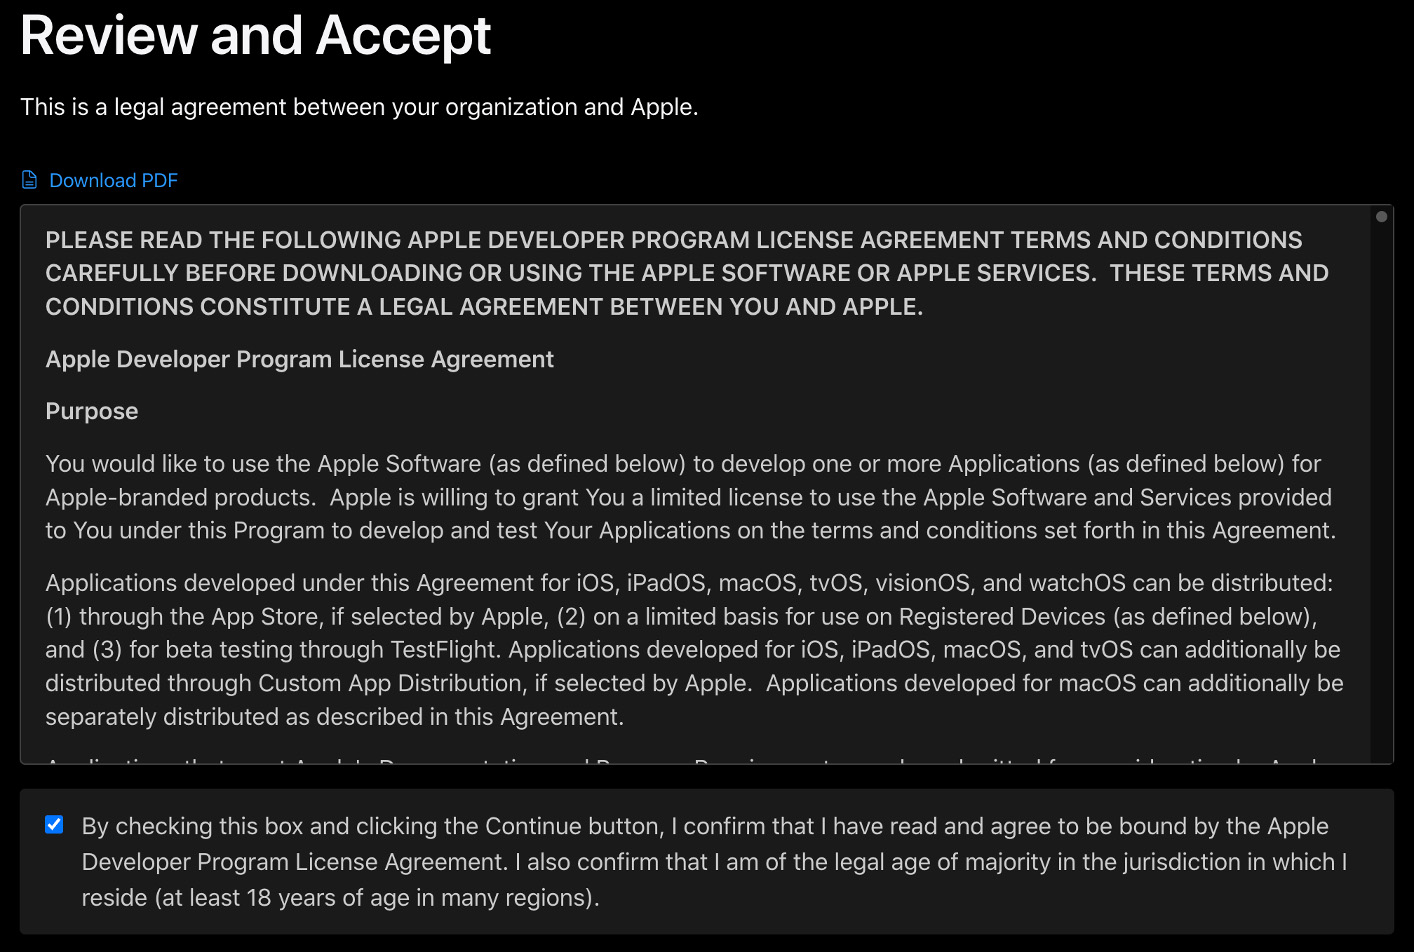 Review and Accept
This is a legal agreement between your organization and Apple.
Download PDF
PLEASE READ THE FOLLOWING APPLE DEVELOPER PROGRAM LICENSE AGREEMENT TERMS AND CONDITIONS
CAREFULLY BEFORE DOWNLOADING OR USING THE APPLE SOFTWARE OR APPLE SERVICES.  THESE TERMS AND
CONDITIONS CONSTITUTE A LEGAL AGREEMENT BETWEEN YOU AND APPLE.
Apple Developer Program License Agreement
Purpose
You would like to use the Apple Software (as defined below) to develop one or more Applications (as defined below) for
Apple-branded products.  Apple is willing to grant You a limited license to use the Apple Software and Services provided
to You under this Program to develop and test Your Applications on the terms and conditions set forth in this Agreement.
Applications developed under this Agreement for iOS, iPadOS, macOS, tvOS, visionOS, and watchOS can be distributed:
(1) through the App Store, if selected by Apple, (2) on a limited basis for use on Registered Devices (as defined below),
and (3) for beta testing through TestFlight. Applications developed for iOS, iPadOS, macOS, and tvOS can additionally be
distributed through Custom App Distribution, if selected by Apple.  Applications developed for macOS can additionally be
separately distributed as described in this Agreement.
By checking this box and clicking the Continue button, I confirm that I have read and agree to be bound by the Apple
Developer Program License Agreement. I also confirm that I am of the legal age of majority in the jurisdiction in which I
reside (at least 18 years of age in many regions).